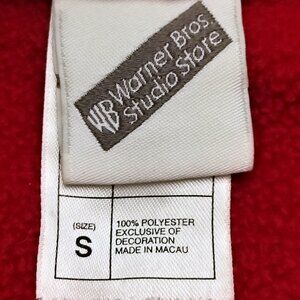 WB Warner Bros
Studio Store
(SIZE)
S
100% POLYESTER
EXCLUSIVE OF
DECORATION
MADE IN MACAU